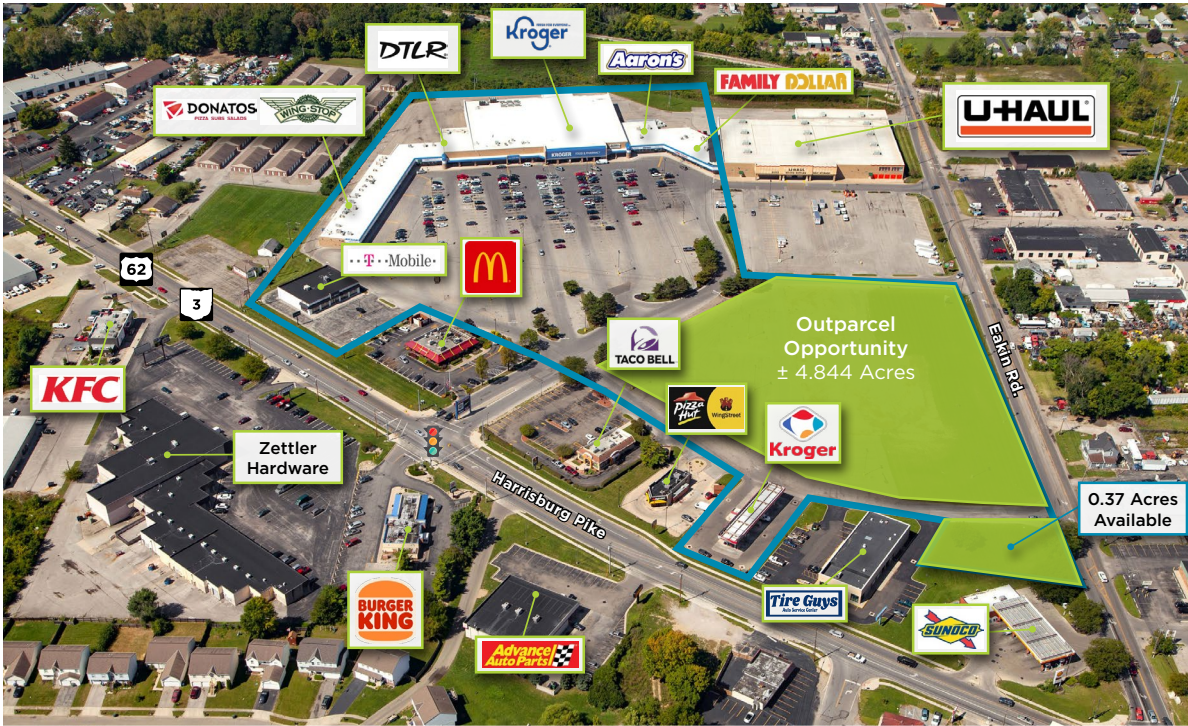 DTLR
Kroger
Aaron's
FAMILY DOLLAR
U-HAUL®
DONATOS
PIZZA SUBS SALADS
WING·STOP
KROGER
T··Mobile·
62
3
M
KFC
TACO BELL
Pizza
Hut
WingStreet
Outparcel
Opportunity
± 4.844 Acres
Eakin Rd.
Kroger
Zettler
Hardware
Harrisburg Pike
0.37 Acres
Available
BURGER
KING
Advance
Auto Parts
Tire Guys
Auto Service Center
SUNOCO